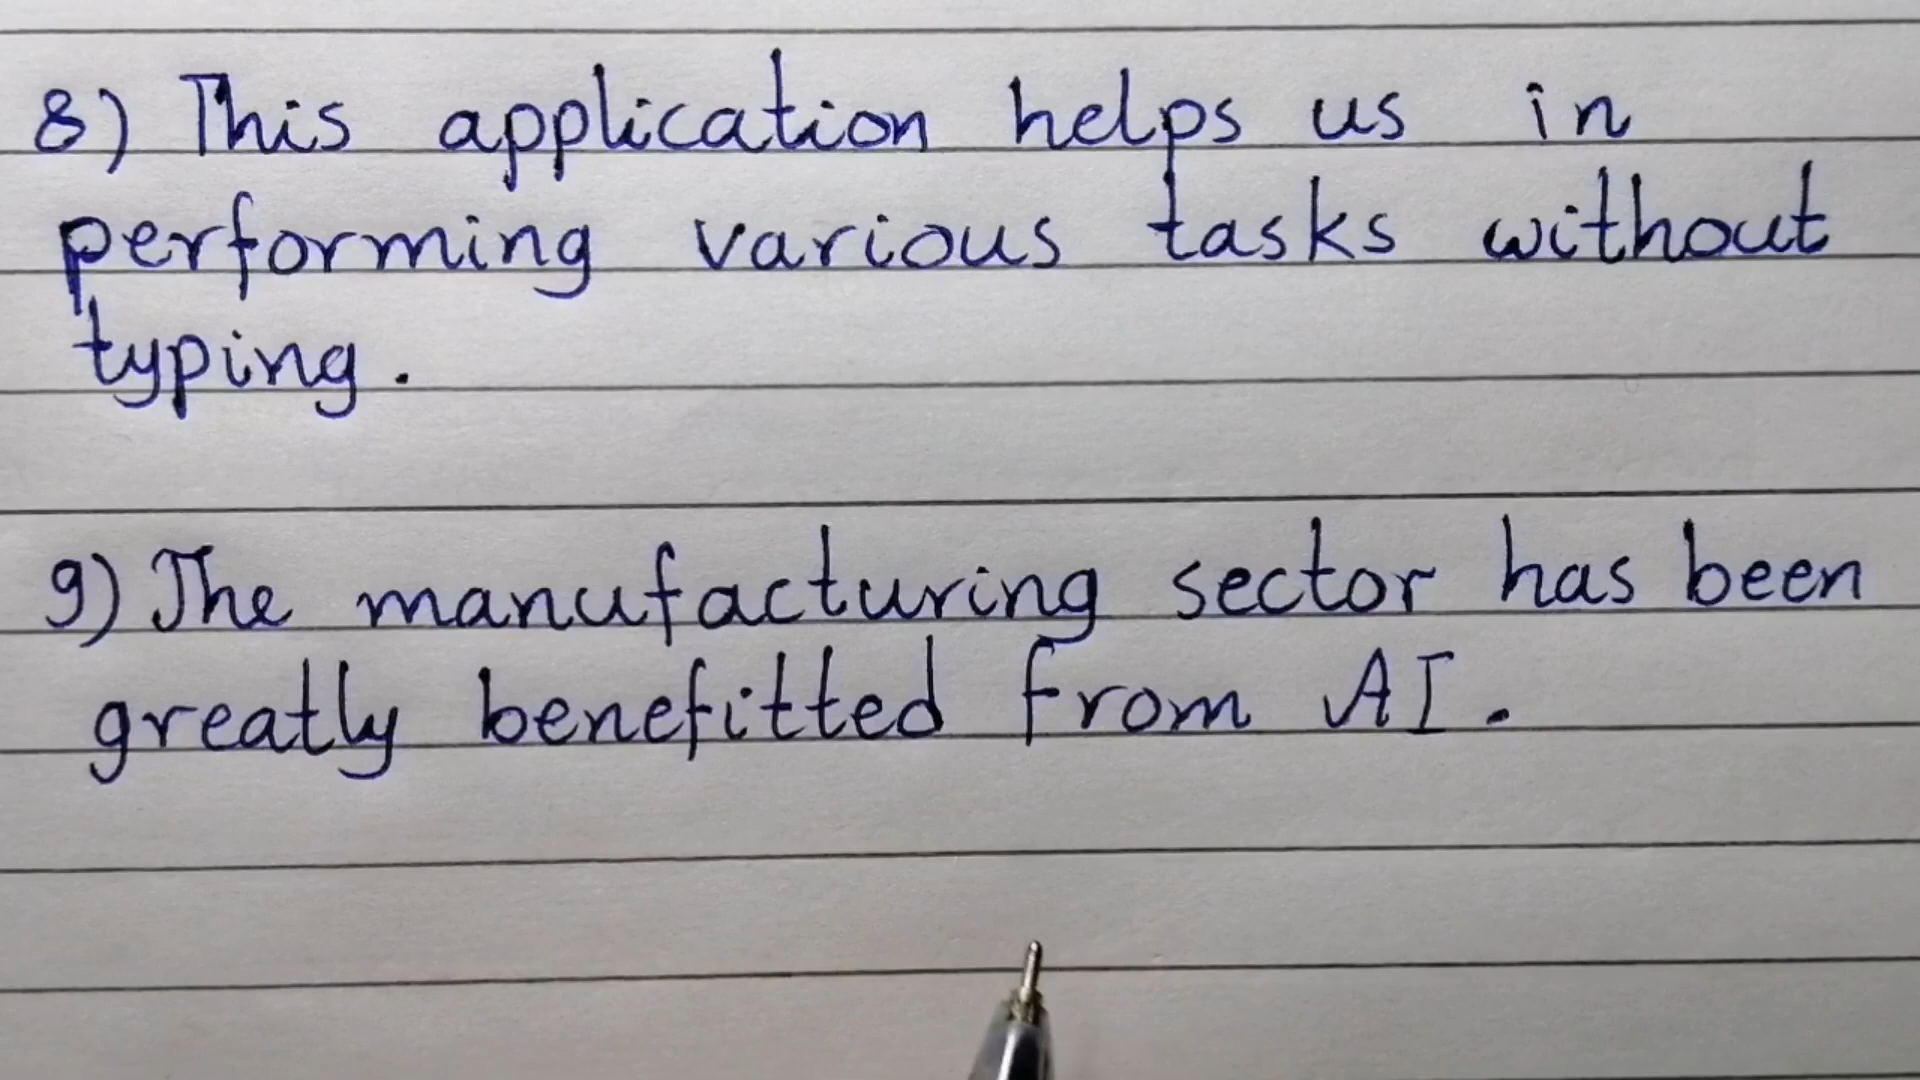 8) This application helps us in
performing various tasks without
typing.
9) The manufacturing sector has been
greatly benefitted from AI.